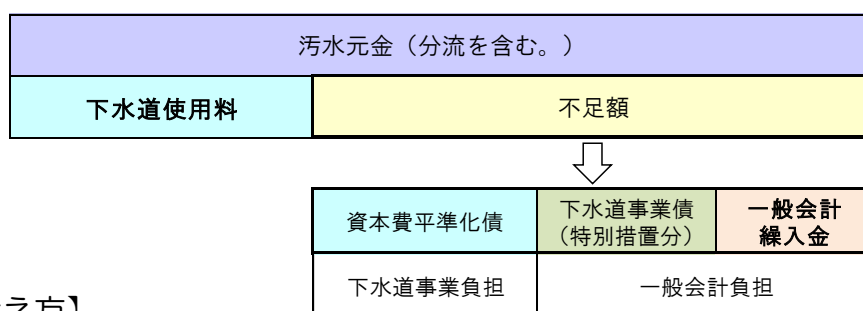 汚水元金（分流を含む。）
下水道使用料
不足額
資本費平準化債
下水道事業債
（特別措置分）
一般会計
繰入金
下水道事業負担
一般会計負担
え方】